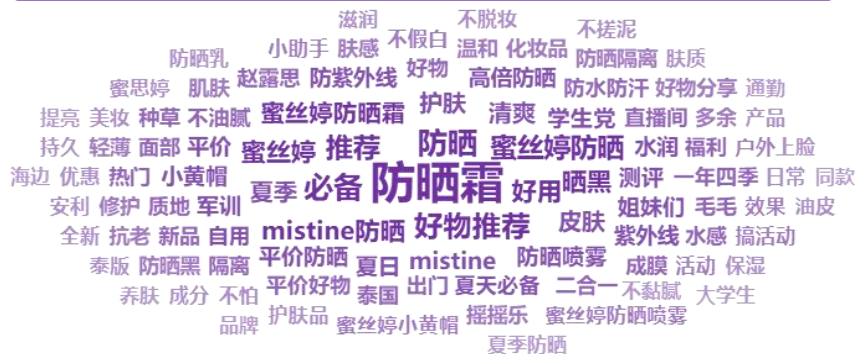 滋润 不脱妆
小助手 肤感 不假白 温和 化妆品 不搓泥
防晒乳 好物 防晒隔离 肤质
蜜思婷 肌肤 赵露思 防紫外线 高倍防晒 防水防汗 好物分享 通勤
提亮 美妆 种草 不油腻 蜜丝婷防晒霜 护肤 清爽 学生党 直播间 多余 产品
持久 轻薄 面部 平价 蜜丝婷 推荐 防晒 蜜丝婷防晒 水润 福利 户外上脸
海边 优惠 热门 小黄帽 夏季 必备 防晒霜 好用 晒黑 测评 一年四季 日常 同款
安利 修护 质地 军训 皮肤 姐妹们 毛毛 效果 油皮
全新 抗老 新品 自用 mistine防晒 好物推荐 紫外线 水感 搞活动
泰版 防晒黑 隔离 平价防晒 夏日 mistine 防晒喷雾 成膜 活动 保湿
养肤 成分 不怕 平价好物 泰国 出门 夏天必备 二合一 不黏腻 大学生
品牌 护肤品 蜜丝婷小黄帽 摇摇乐 蜜丝婷防晒喷雾
夏季防晒